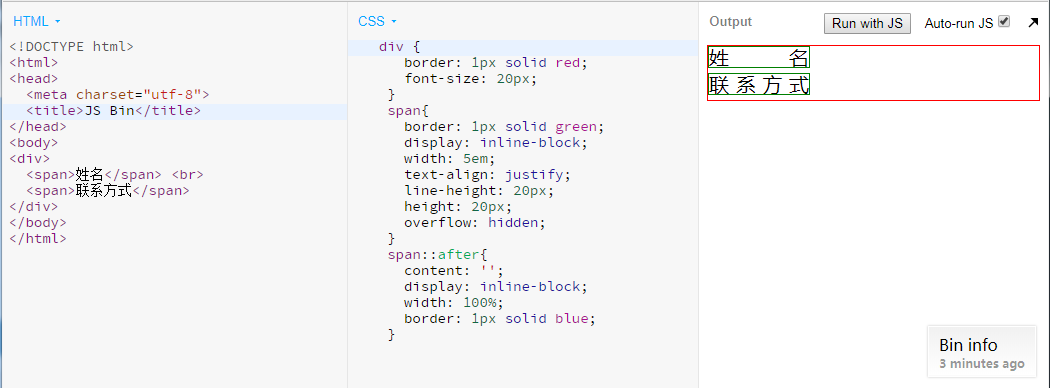 HTML
<!DOCTYPE html>
<html>
<head>
  <meta charset="utf-8">
  <title>JS Bin</title>
</head>
<body>
<div>
  <span>姓名</span> <br>
  <span>联系方式</span>
</div>
</body>
</html>
CSS
div {
    border: 1px solid red;
    font-size: 20px;
  }
  span{
    border: 1px solid green;
    display: inline-block;
    width: 5em;
    text-align: justify;
    line-height: 20px;
    height: 20px;
    overflow: hidden;
  }
  span::after{
    content: '';
    display: inline-block;
    width: 100%;
    border: 1px solid blue;
  }
Output
Run with JS
Auto-run JS
姓 名
联 系 方 式
Bin info
3 minutes ago